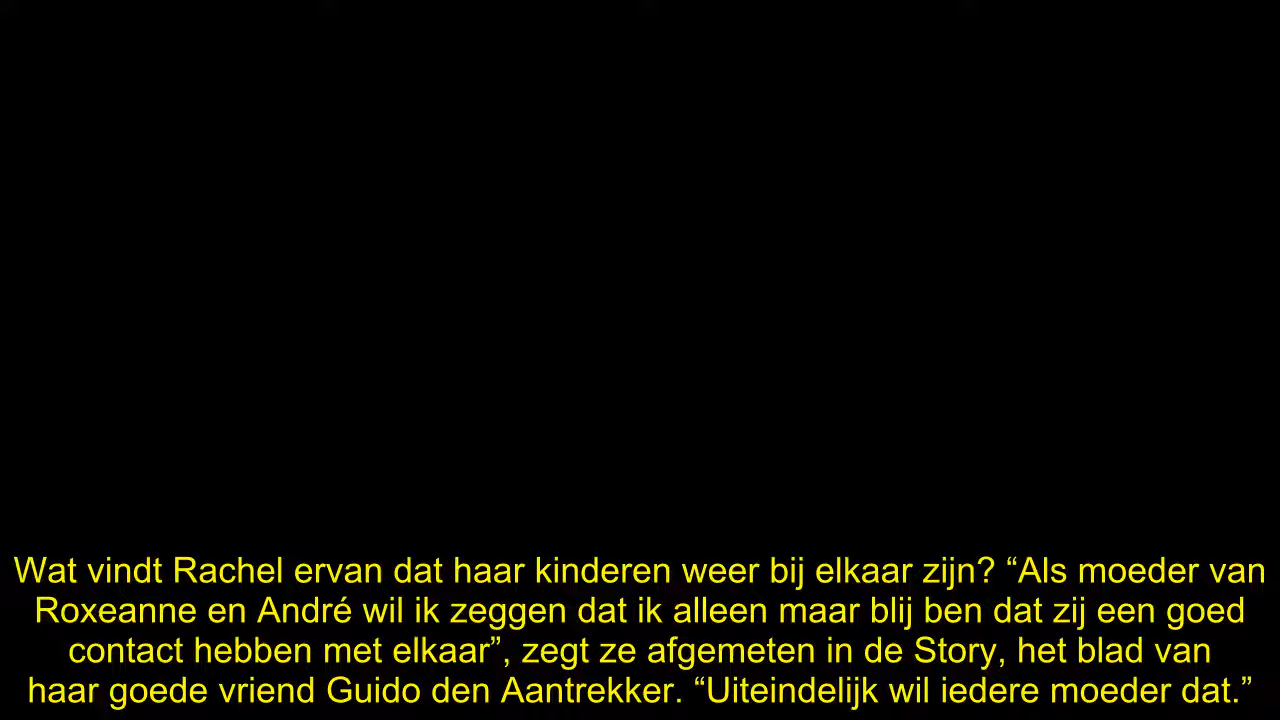 Wat vindt Rachel ervan dat haar kinderen weer bij elkaar zijn? “Als moeder van
Roxeanne en André wil ik zeggen dat ik alleen maar blij ben dat zij een goed
contact hebben met elkaar”, zegt ze afgemeten in de Story, het blad van
haar goede vriend Guido den Aantrekker. “Uiteindelijk wil iedere moeder dat.”